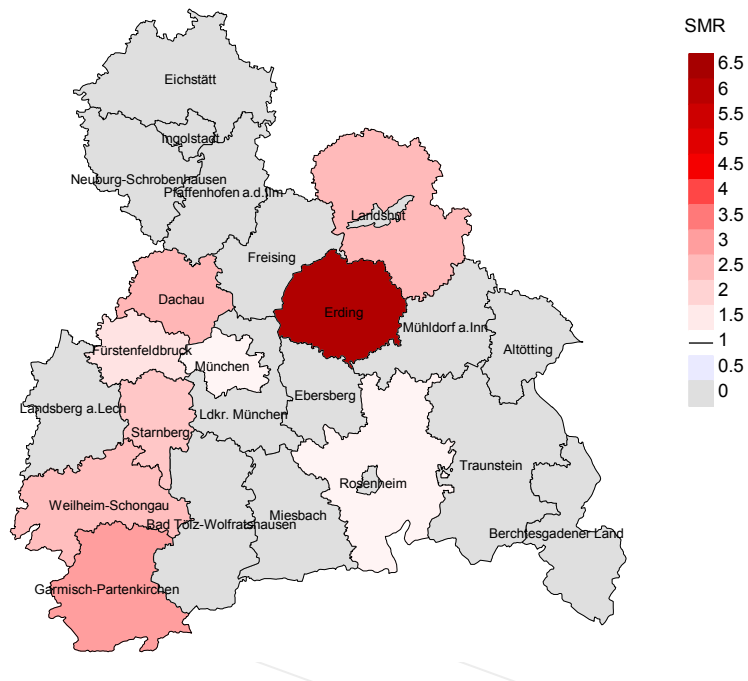 SMR
6.5
6
5.5
5
4.5
4
3.5
3
2.5
2
1.5
1
0.5
0
Eichstätt
Ingolstadt
Neuburg-Schrobenhausen
Pfaffenhofen a.d.Ilm
Landshut
Freising
Dachau
Erding
Mühldorf a.Inn
Altötting
Fürstenfeldbruck
München
Ebersberg
Landsberg a.Lech
Ldkr. München
Starnberg
Traunstein
Rosenheim
Weilheim-Schongau
Miesbach
Bad Tölz-Wolfratshausen
Berchtesgadener Land
Garmisch-Partenkirchen